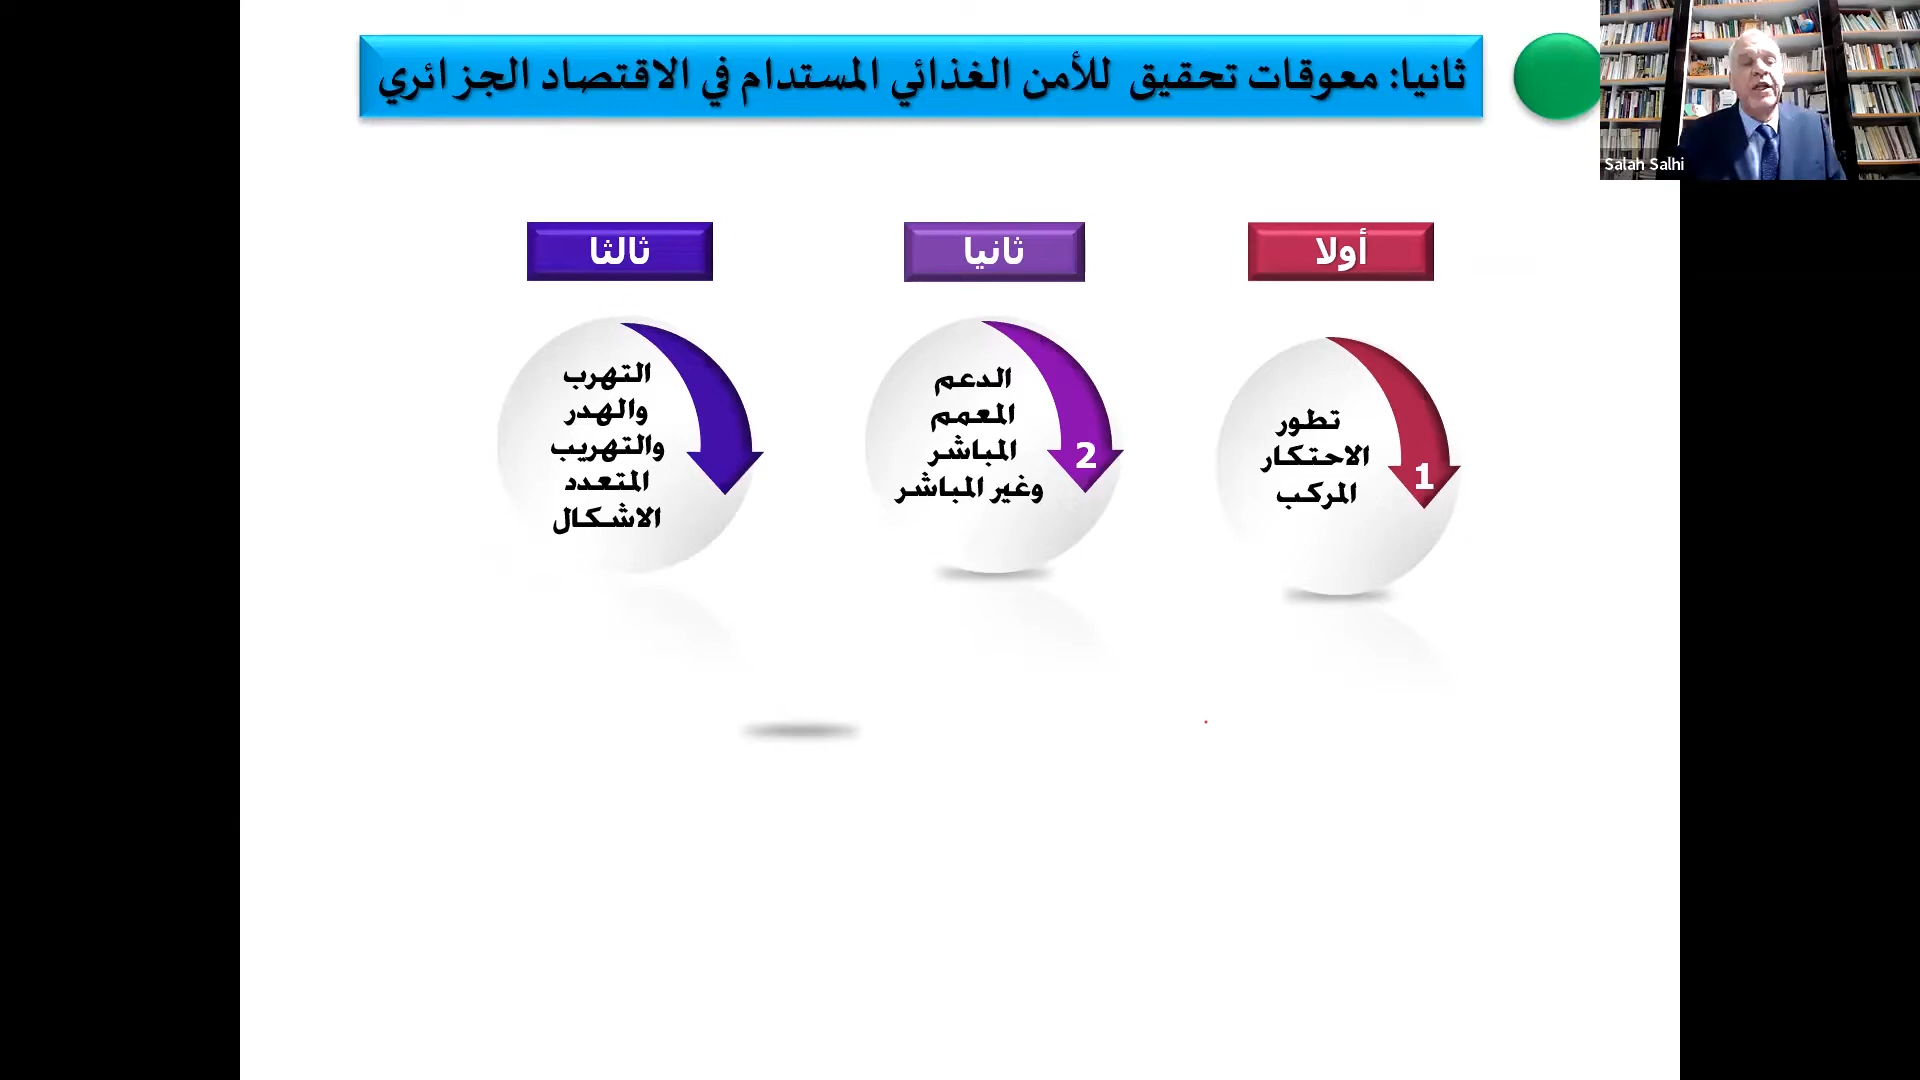 ثانيا: معوقات تحقيق للأمن الغذائي المستدام في الاقتصاد الجزائري
Salah Salhi
أولا
ثانيا
ثالثا
تطور
الاحتكار
المركب
1
الدعم
المعمم
المباشر
وغير المباشر
2
التهرب
والهدر
والتهريب
المتعدد
الاشكال